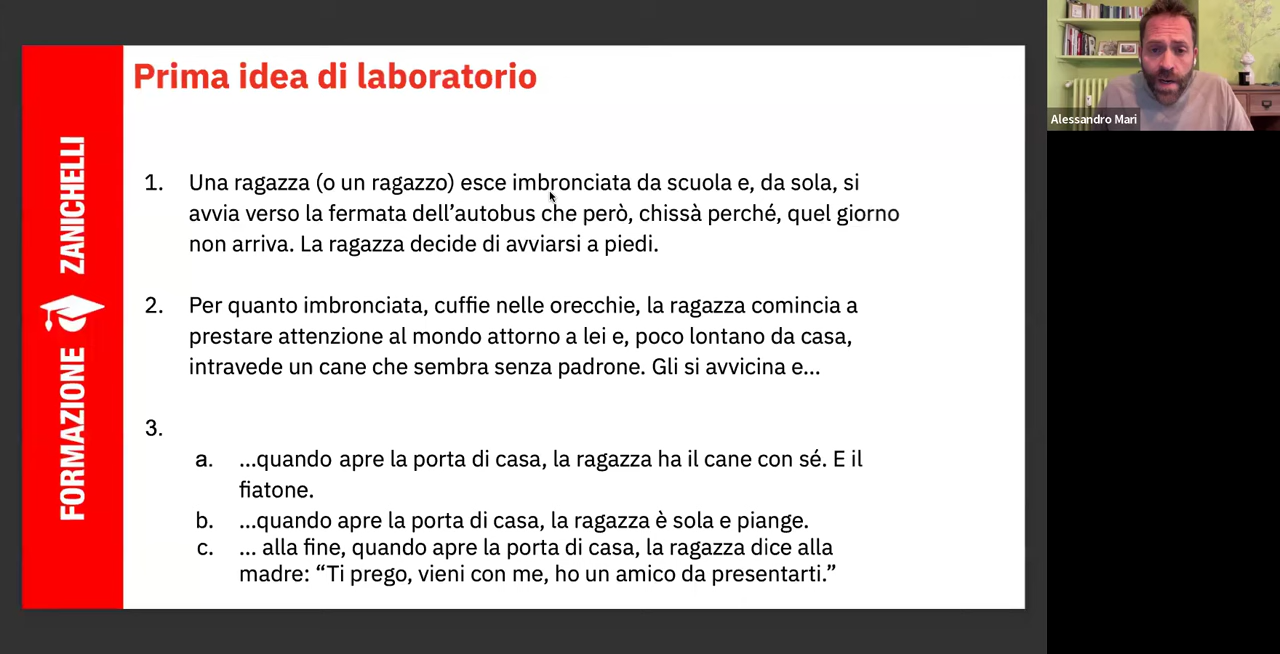 Prima idea di laboratorio
1. Una ragazza (o un ragazzo) esce imbronciata da scuola e, da sola, si
avvia verso la fermata dell’autobus che però, chissà perché, quel giorno
non arriva. La ragazza decide di avviarsi a piedi.
2. Per quanto imbronciata, cuffie nelle orecchie, la ragazza comincia a
prestare attenzione al mondo attorno a lei e, poco lontano da casa,
intravede un cane che sembra senza padrone. Gli si avvicina e...
3.
a. ...quando apre la porta di casa, la ragazza ha il cane con sé. E il
fiatone.
b. ...quando apre la porta di casa, la ragazza è sola e piange.
c. ... alla fine, quando apre la porta di casa, la ragazza dice alla
madre: “Ti prego, vieni con me, ho un amico da presentarti.”
FORMAZIONE ZANICHELLI
Alessandro Mari